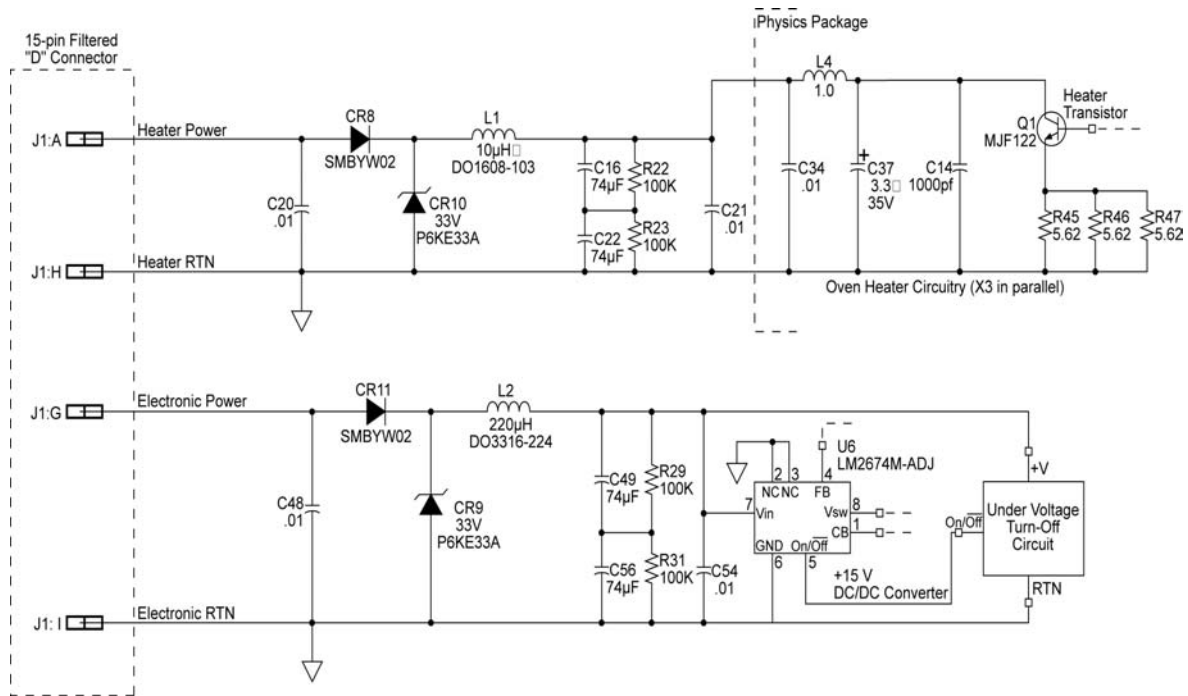 15-pin Filtered
"D" Connector
Physics Package
J1:A
Heater Power
CR8
SMBYW02
L1
10µH□
DO1608-103
L4
1.0
Heater
Transistor
Q1
MJF122
C20
.01
CR10
33V
P6KE33A
C16
74µF
R22
100K
C22
74µF
R23
100K
C21
.01
C34
.01
+
C37
3.3□
35V
C14
1000pf
R45
5.62
R46
5.62
R47
5.62
J1:H
Heater RTN
Oven Heater Circuitry (X3 in parallel)
J1:G
Electronic Power
CR11
SMBYW02
L2
220µH
DO3316-224
C48
.01
CR9
33V
P6KE33A
C49
74µF
R29
100K
C56
74µF
R31
100K
C54
.01
U6
LM2674M-ADJ
2 3 4
NC NC FB
7
Vin
Vsw
8
CB
1
GND On/Off
6 5
+15 V
DC/DC Converter
+V
On/Off
Under Voltage
Turn-Off
Circuit
RTN
J1: I
Electronic RTN